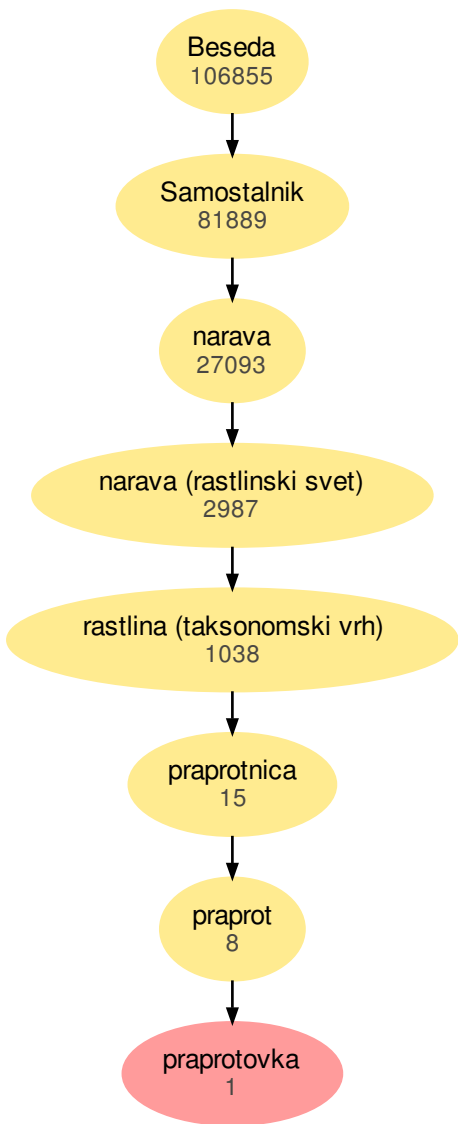 Beseda
106855
Samostalnik
81889
narava
27093
narava (rastlinski svet)
2987
rastlina (taksonomski vrh)
1038
praprotnica
15
praprot
8
praprotovka
1